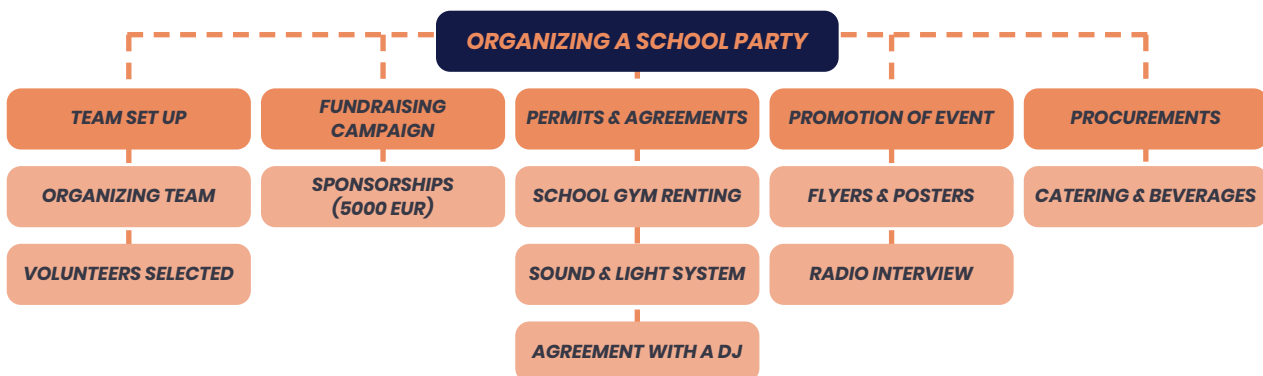 ORGANIZING A SCHOOL PARTY
TEAM SET UP
FUNDRAISING
CAMPAIGN
PERMITS & AGREEMENTS
PROMOTION OF EVENT
PROCUREMENTS
ORGANIZING TEAM
SPONSORSHIPS
(5000 EUR)
SCHOOL GYM RENTING
FLYERS & POSTERS
CATERING & BEVERAGES
VOLUNTEERS SELECTED
SOUND & LIGHT SYSTEM
RADIO INTERVIEW
AGREEMENT WITH A DJ